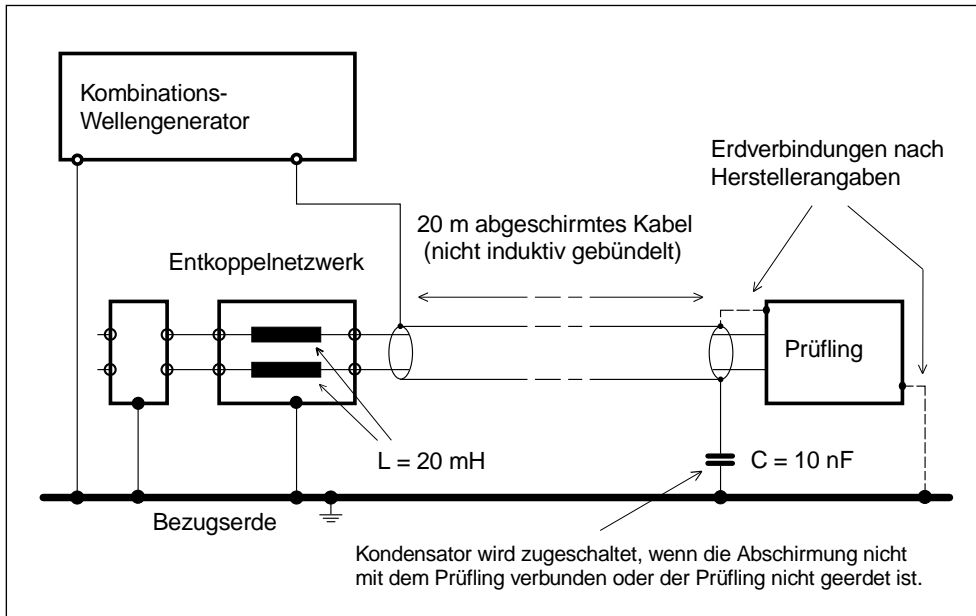 Kombinations-
Wellengenerator
Erdverbindungen nach
Herstellerangaben
20 m abgeschirmtes Kabel
(nicht induktiv gebündelt)
Entkoppelnetzwerk
Prüfling
L = 20 mH
C = 10 nF
Bezugserde
Kondensator wird zugeschaltet, wenn die Abschirmung nicht
mit dem Prüfling verbunden oder der Prüfling nicht geerdet ist.